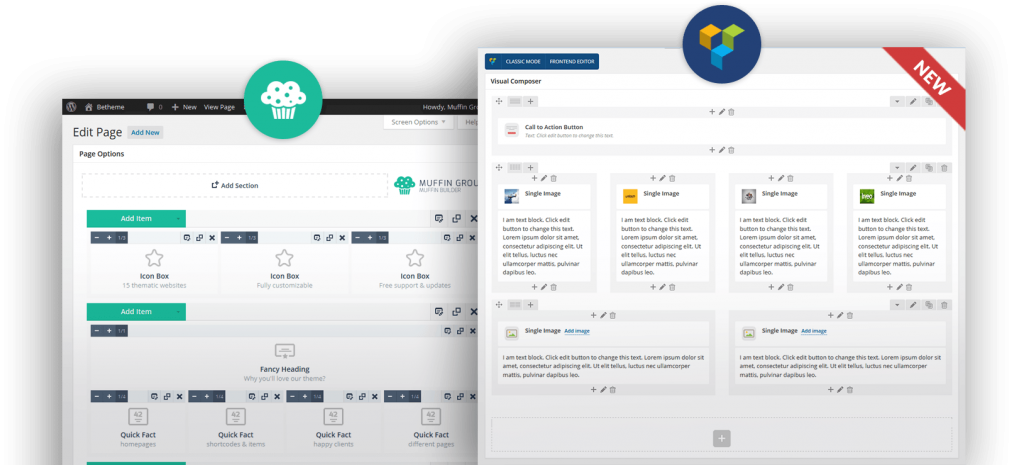 Betheme
0
New
View Page
Howdy, Muffin Gro
Screen Options
Help
Edit Page
Add New
Page Options
Add Section
MUFFIN GROU
MUFFIN BUILDER
Add Item
1/3
1/3
1/3
Icon Box
15 thematic websites
Icon Box
Fully customizable
Icon Box
Free support & updates
Add Item
1/1
Fancy Heading
Why you'll love our theme?
1/4
1/4
1/4
1/4
42
Quick Fact
homepages
42
Quick Fact
shortcodes & items
42
Quick Fact
happy clients
42
Quick Fact
different pages
CLASSIC MODE
FRONTEND EDITOR
NEW
Visual Composer
Call to Action Button
Text: Click edit button to change this text.
Single Image
I am text block. Click edit
button to change this text.
Lorem ipsum dolor sit amet,
consectetur adipiscing elit. Ut
elit tellus, luctus nec
ullamcorper mattis, pulvinar
dapibus leo.
Single Image
I am text block. Click edit
button to change this text.
Lorem ipsum dolor sit amet,
consectetur adipiscing elit. Ut
elit tellus, luctus nec
ullamcorper mattis, pulvinar
dapibus leo.
Single Image
I am text block. Click edit
button to change this text.
Lorem ipsum dolor sit amet,
consectetur adipiscing elit. Ut
elit tellus, luctus nec
ullamcorper mattis, pulvinar
dapibus leo.
Single Image
I am text block. Click edit
button to change this text.
Lorem ipsum dolor sit amet,
consectetur adipiscing elit. Ut
elit tellus, luctus nec
ullamcorper mattis, pulvinar
dapibus leo.
Single Image Add image
I am text block. Click edit button to change this text. Lorem ipsum dolor sit
amet, consectetur adipiscing elit. Ut elit tellus, luctus nec ullamcorper
mattis, pulvinar dapibus leo.
Single Image Add image
I am text block. Click edit button to change this text. Lorem ipsum dolor sit
amet, consectetur adipiscing elit. Ut elit tellus, luctus nec ullamcorper
mattis, pulvinar dapibus leo.